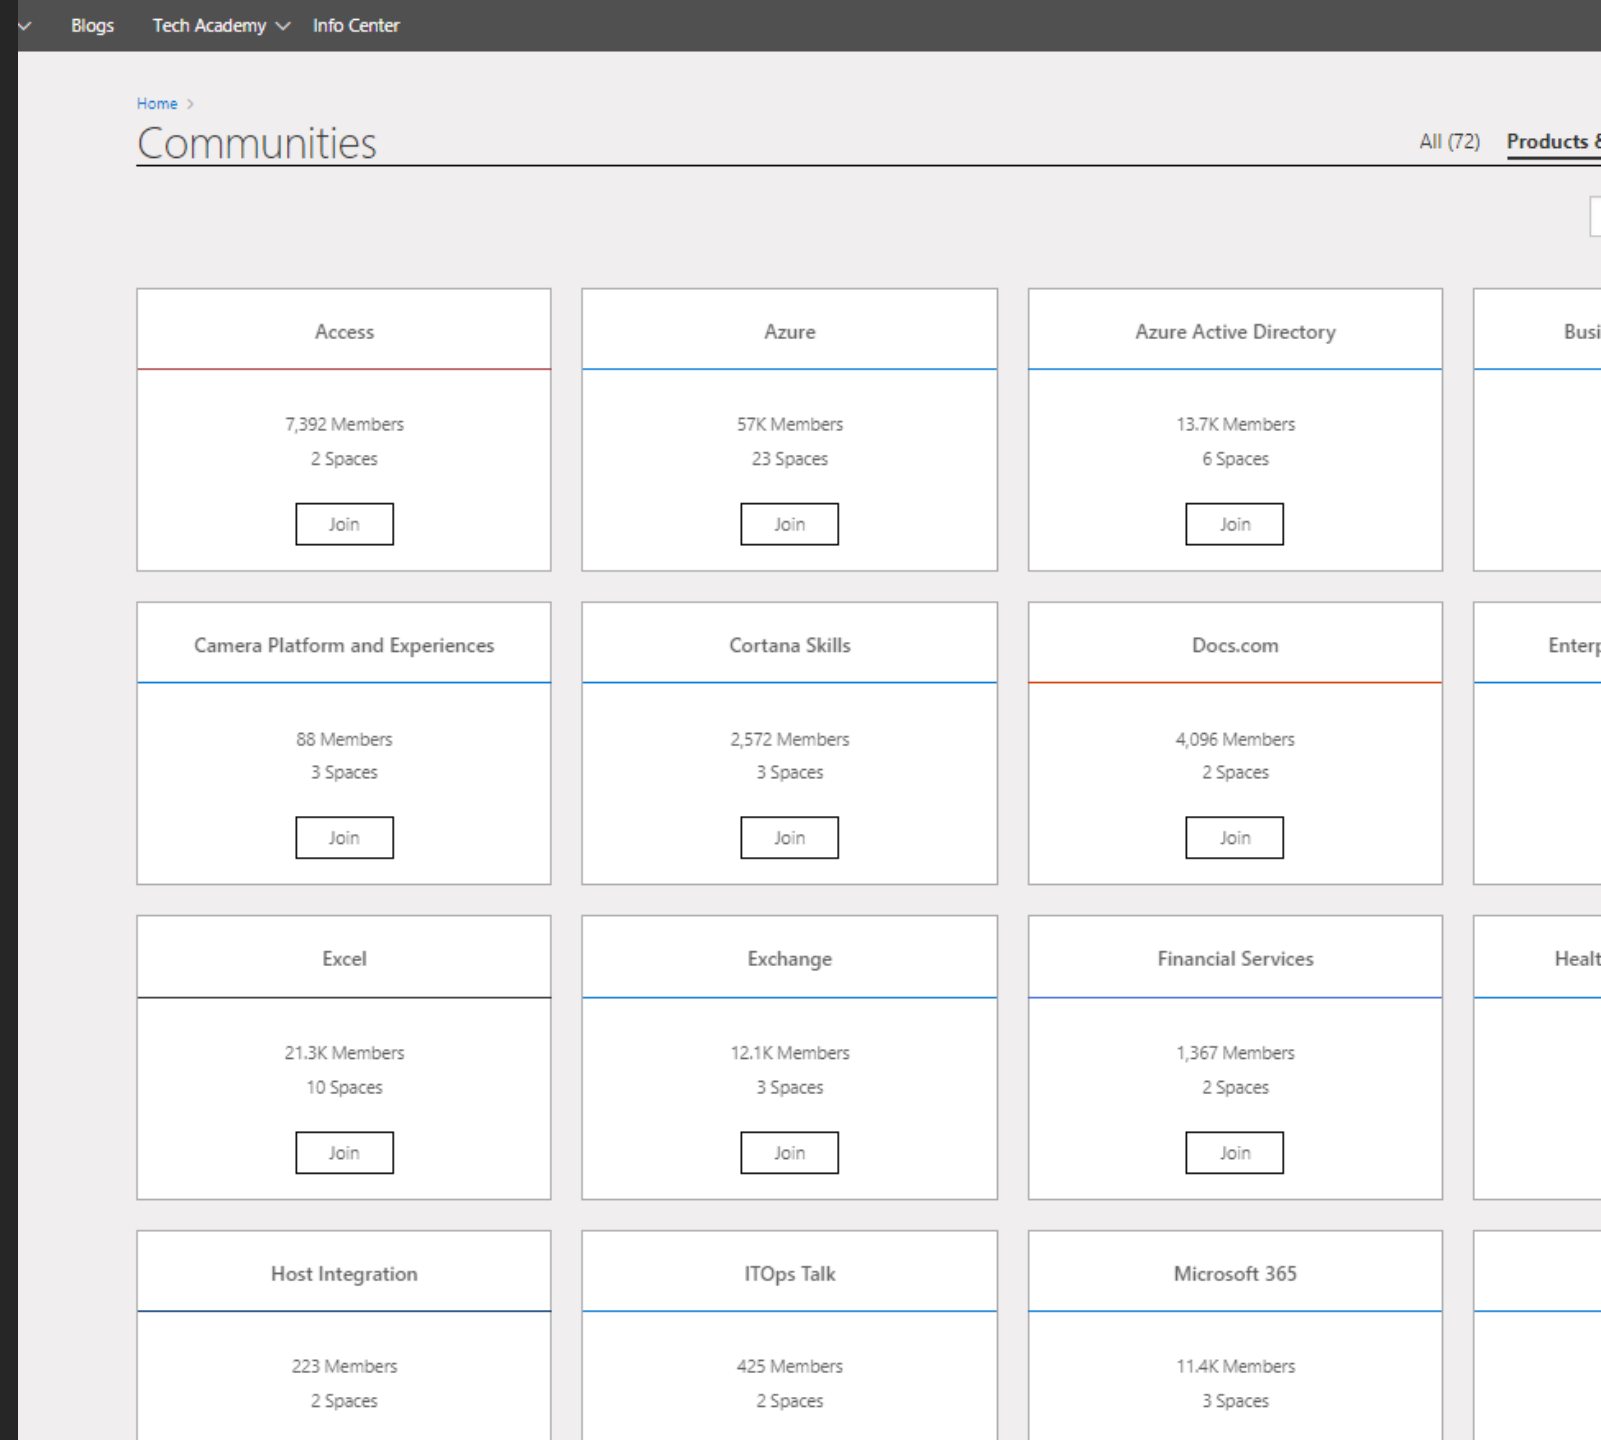 Blogs Tech Academy Info Center
Home
Communities
All (72) Products &
Access Azure Azure Active Directory Busi
7,392 Members 57K Members 13.7K Members
2 Spaces 23 Spaces 6 Spaces
Join Join Join
Camera Platform and Experiences Cortana Skills Docs.com Enterp
88 Members 2,572 Members 4,096 Members
3 Spaces 3 Spaces 2 Spaces
Join Join Join
Excel Exchange Financial Services Healt
21.3K Members 12.1K Members 1,367 Members
10 Spaces 3 Spaces 2 Spaces
Join Join Join
Host Integration ITOps Talk Microsoft 365
223 Members 425 Members 11.4K Members
2 Spaces 2 Spaces 3 Spaces